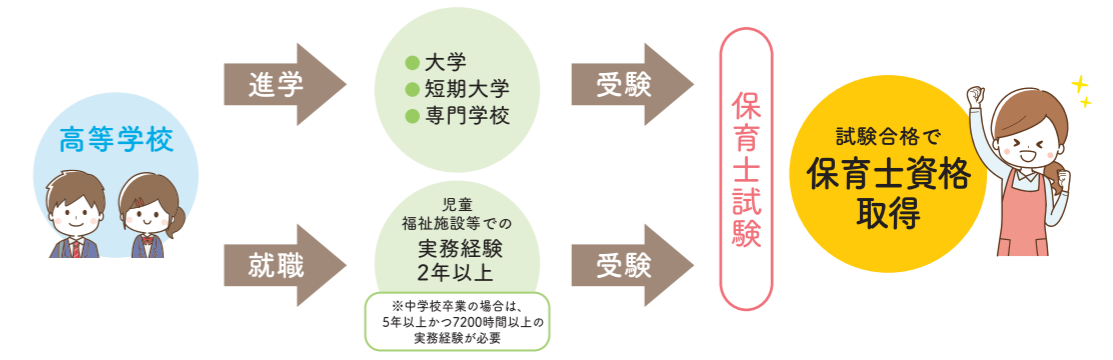 高等学校
進学
大学
短期大学
専門学校
受験
就職
児童
福祉施設等での
実務経験
2年以上
※中学校卒業の場合は、
5年以上かつ7200時間以上の
実務経験が必要
受験
保育士試験
試験合格で
保育士資格
取得